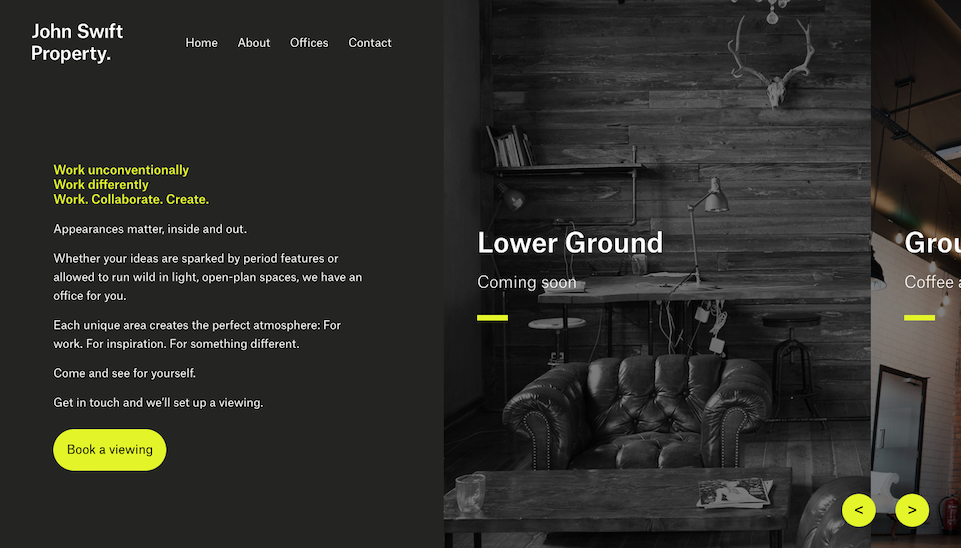 John Swift
Property.
Home
About
Offices
Contact
Work unconventionally
Work differently
Work. Collaborate. Create.
Appearances matter, inside and out.
Whether your ideas are sparked by period features or
allowed to run wild in light, open-plan spaces, we have an
office for you.
Each unique area creates the perfect atmosphere: For
work. For inspiration. For something different.
Come and see for yourself.
Get in touch and we’ll set up a viewing.
Book a viewing
Lower Ground
Coming soon
Grou
Coffee a
<
>